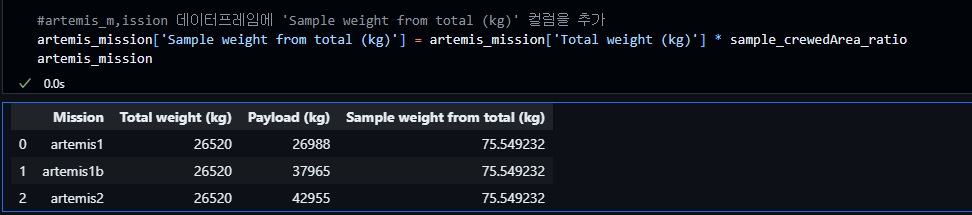 #artemis_m,ission 데이터프레임에 'Sample weight from total (kg)' 컬럼을 추가
artemis_mission['Sample weight from total (kg)'] = artemis_mission['Total weight (kg)'] * sample_crewedArea_ratio
artemis_mission
0.0s
Mission Total weight (kg) Payload (kg) Sample weight from total (kg)
0 artemis1 26520 26988 75.549232
1 artemis1b 26520 37965 75.549232
2 artemis2 26520 42955 75.549232